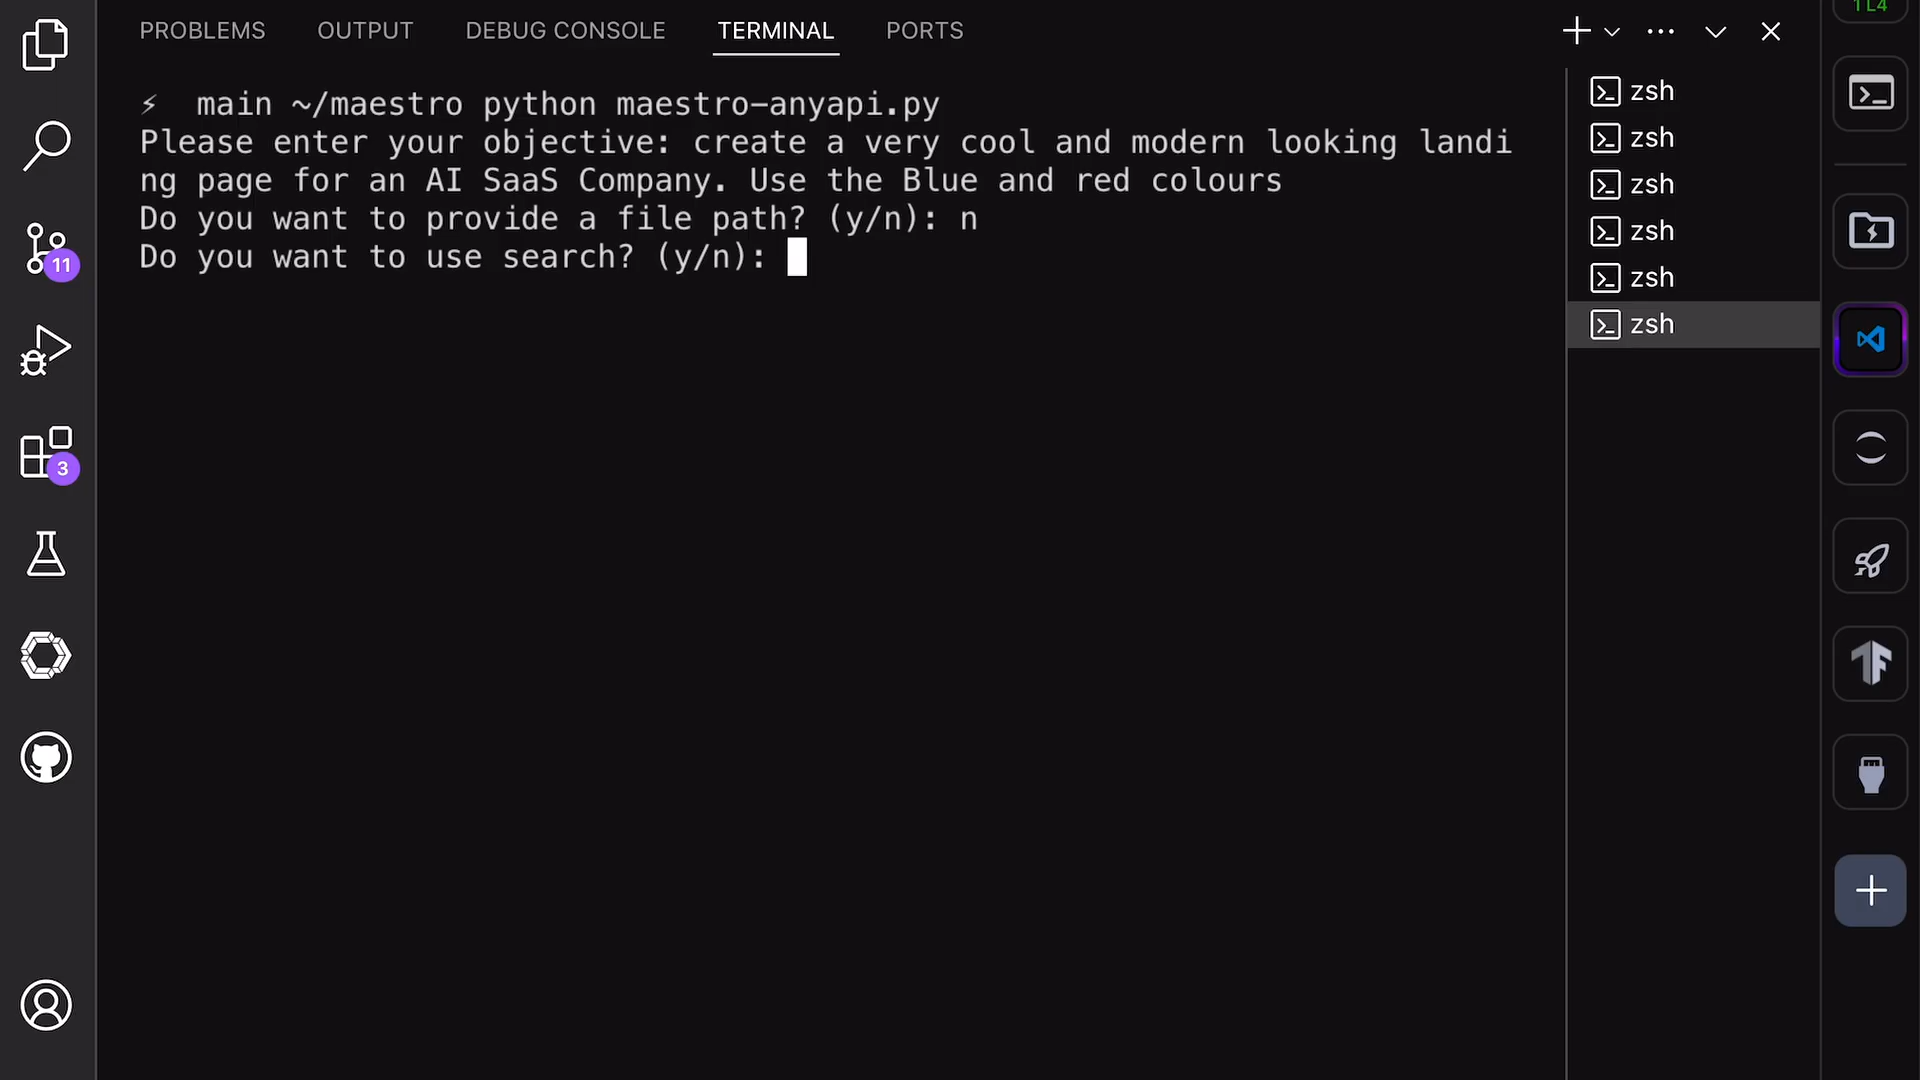 PROBLEMS OUTPUT DEBUG CONSOLE TERMINAL PORTS
⚡ main ~/maestro python maestro-anyapi.py
Please enter your objective: create a very cool and modern looking landi
ng page for an AI SaaS Company. Use the Blue and red colours
Do you want to provide a file path? (y/n): n
Do you want to use search? (y/n):
zsh
zsh
zsh
zsh
zsh
zsh
11
3
1 L4